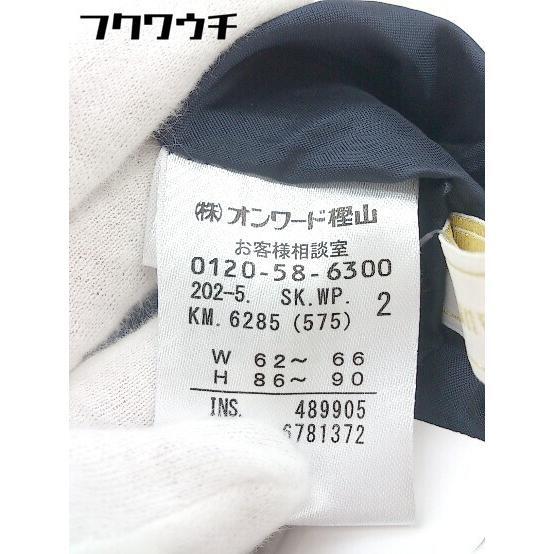 フクワウチ
㈱オンワード樫山
お客様相談室
0120-58-6300
202-5. SK.WP. 2
KM. 6285 (575)
W 62〜 66
H 86〜 90
INS. 489905
6781372